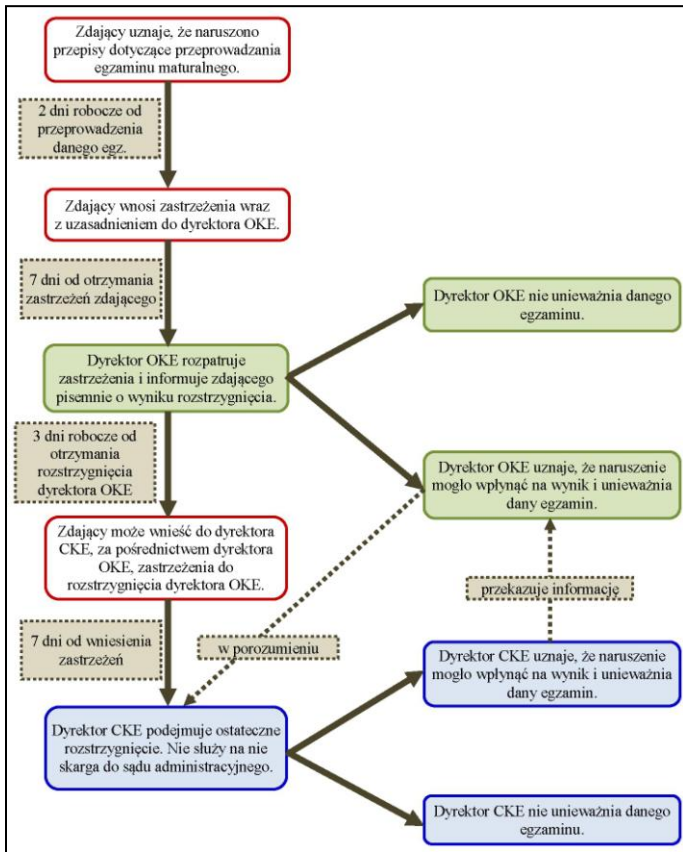 Zdający uznaje, że naruszono
przepisy dotyczące przeprowadzania
egzaminu maturalnego.
2 dni robocze od
przeprowadzenia
danego egz.
Zdający wnosi zastrzeżenia wraz
z uzasadnieniem do dyrektora OKE.
7 dni od otrzymania
zastrzeżeń zdającego
Dyrektor OKE nie unieważnia danego
egzaminu.
Dyrektor OKE rozpatruje
zastrzeżenia i informuje zdającego
pisemnie o wyniku rozstrzygnięcia.
3 dni robocze od
otrzymania
rozstrzygnięcia
dyrektora OKE
Dyrektor OKE uznaje, że naruszenie
mogło wpłynąć na wynik i unieważnia
dany egzamin.
Zdający może wnieść do dyrektora
CKE, za pośrednictwem dyrektora
OKE, zastrzeżenia do
rozstrzygnięcia dyrektora OKE.
przekazuje informację
7 dni od wniesienia
zastrzeżeń
w porozumieniu
Dyrektor CKE uznaje, że naruszenie
mogło wpłynąć na wynik i unieważnia
dany egzamin.
Dyrektor CKE podejmuje ostateczne
rozstrzygnięcie. Nie służy na nie
skarga do sądu administracyjnego.
Dyrektor CKE nie unieważnia danego
egzaminu.